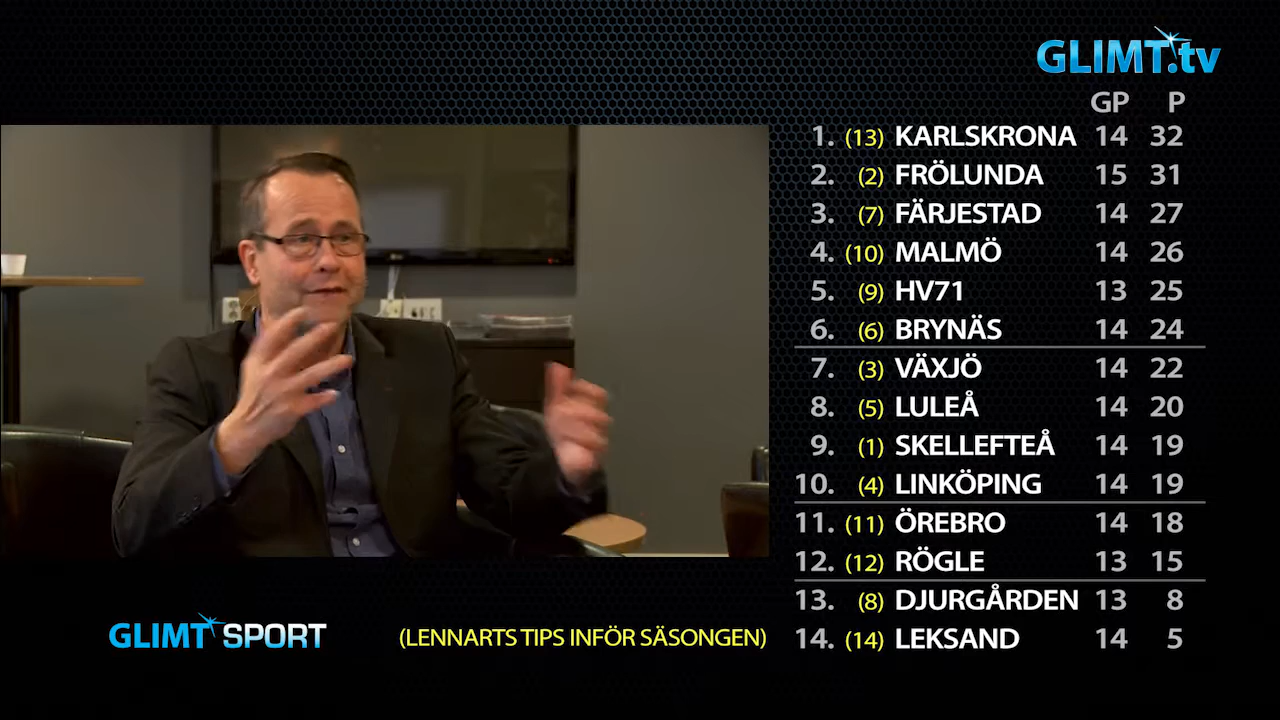 GLIMT.tv
GP P
1. (13) KARLSKRONA 14 32
2. (2) FRÖLUNDA 15 31
3. (7) FÄRJESTAD 14 27
4. (10) MALMÖ 14 26
5. (9) HV71 13 25
6. (6) BRYNÄS 14 24
7. (3) VÄXJÖ 14 22
8. (5) LULEÅ 14 20
9. (1) SKELLEFTEÅ 14 19
10. (4) LINKÖPING 14 19
11. (11) ÖREBRO 14 18
12. (12) RÖGLE 13 15
13. (8) DJURGÅRDEN 13 8
14. (14) LEKSAND 14 5
GLIMT SPORT (LENNARTS TIPS INFÖR SÄSONGEN)